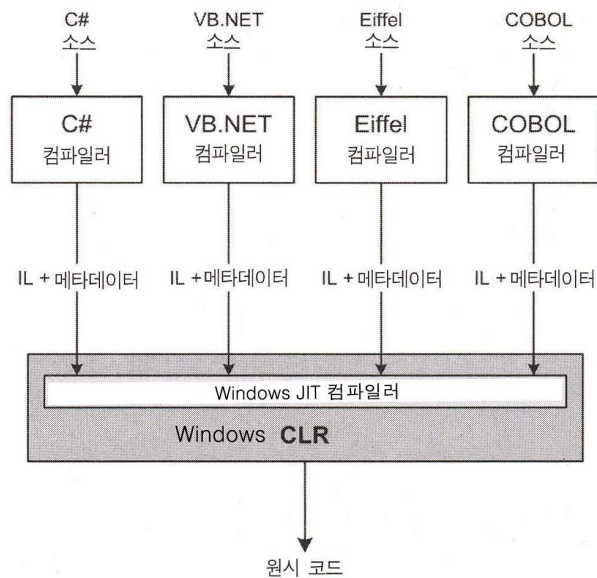 C# VB.NET Eiffel COBOL
소스 소스 소스 소스
C# VB.NET Eiffel COBOL
컴파일러 컴파일러 컴파일러 컴파일러
IL + 메타데이터 IL + 메타데이터 IL + 메타데이터 IL + 메타데이터
Windows JIT 컴파일러
Windows CLR
원시 코드